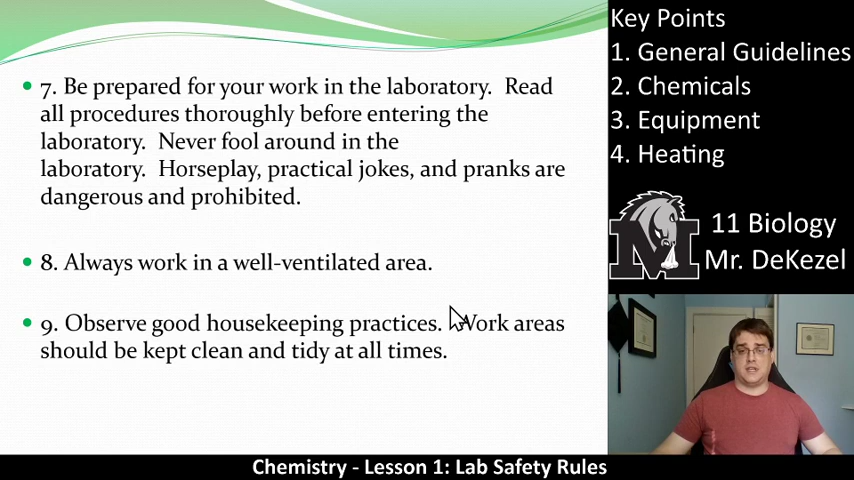 7. Be prepared for your work in the laboratory.  Read
all procedures thoroughly before entering the
laboratory.  Never fool around in the
laboratory.  Horseplay, practical jokes, and pranks are
dangerous and prohibited.
8. Always work in a well-ventilated area.
9. Observe good housekeeping practices.  Work areas
should be kept clean and tidy at all times.
Key Points
1. General Guidelines
2. Chemicals
3. Equipment
4. Heating
M
11 Biology
Mr. DeKezel
Chemistry - Lesson 1: Lab Safety Rules